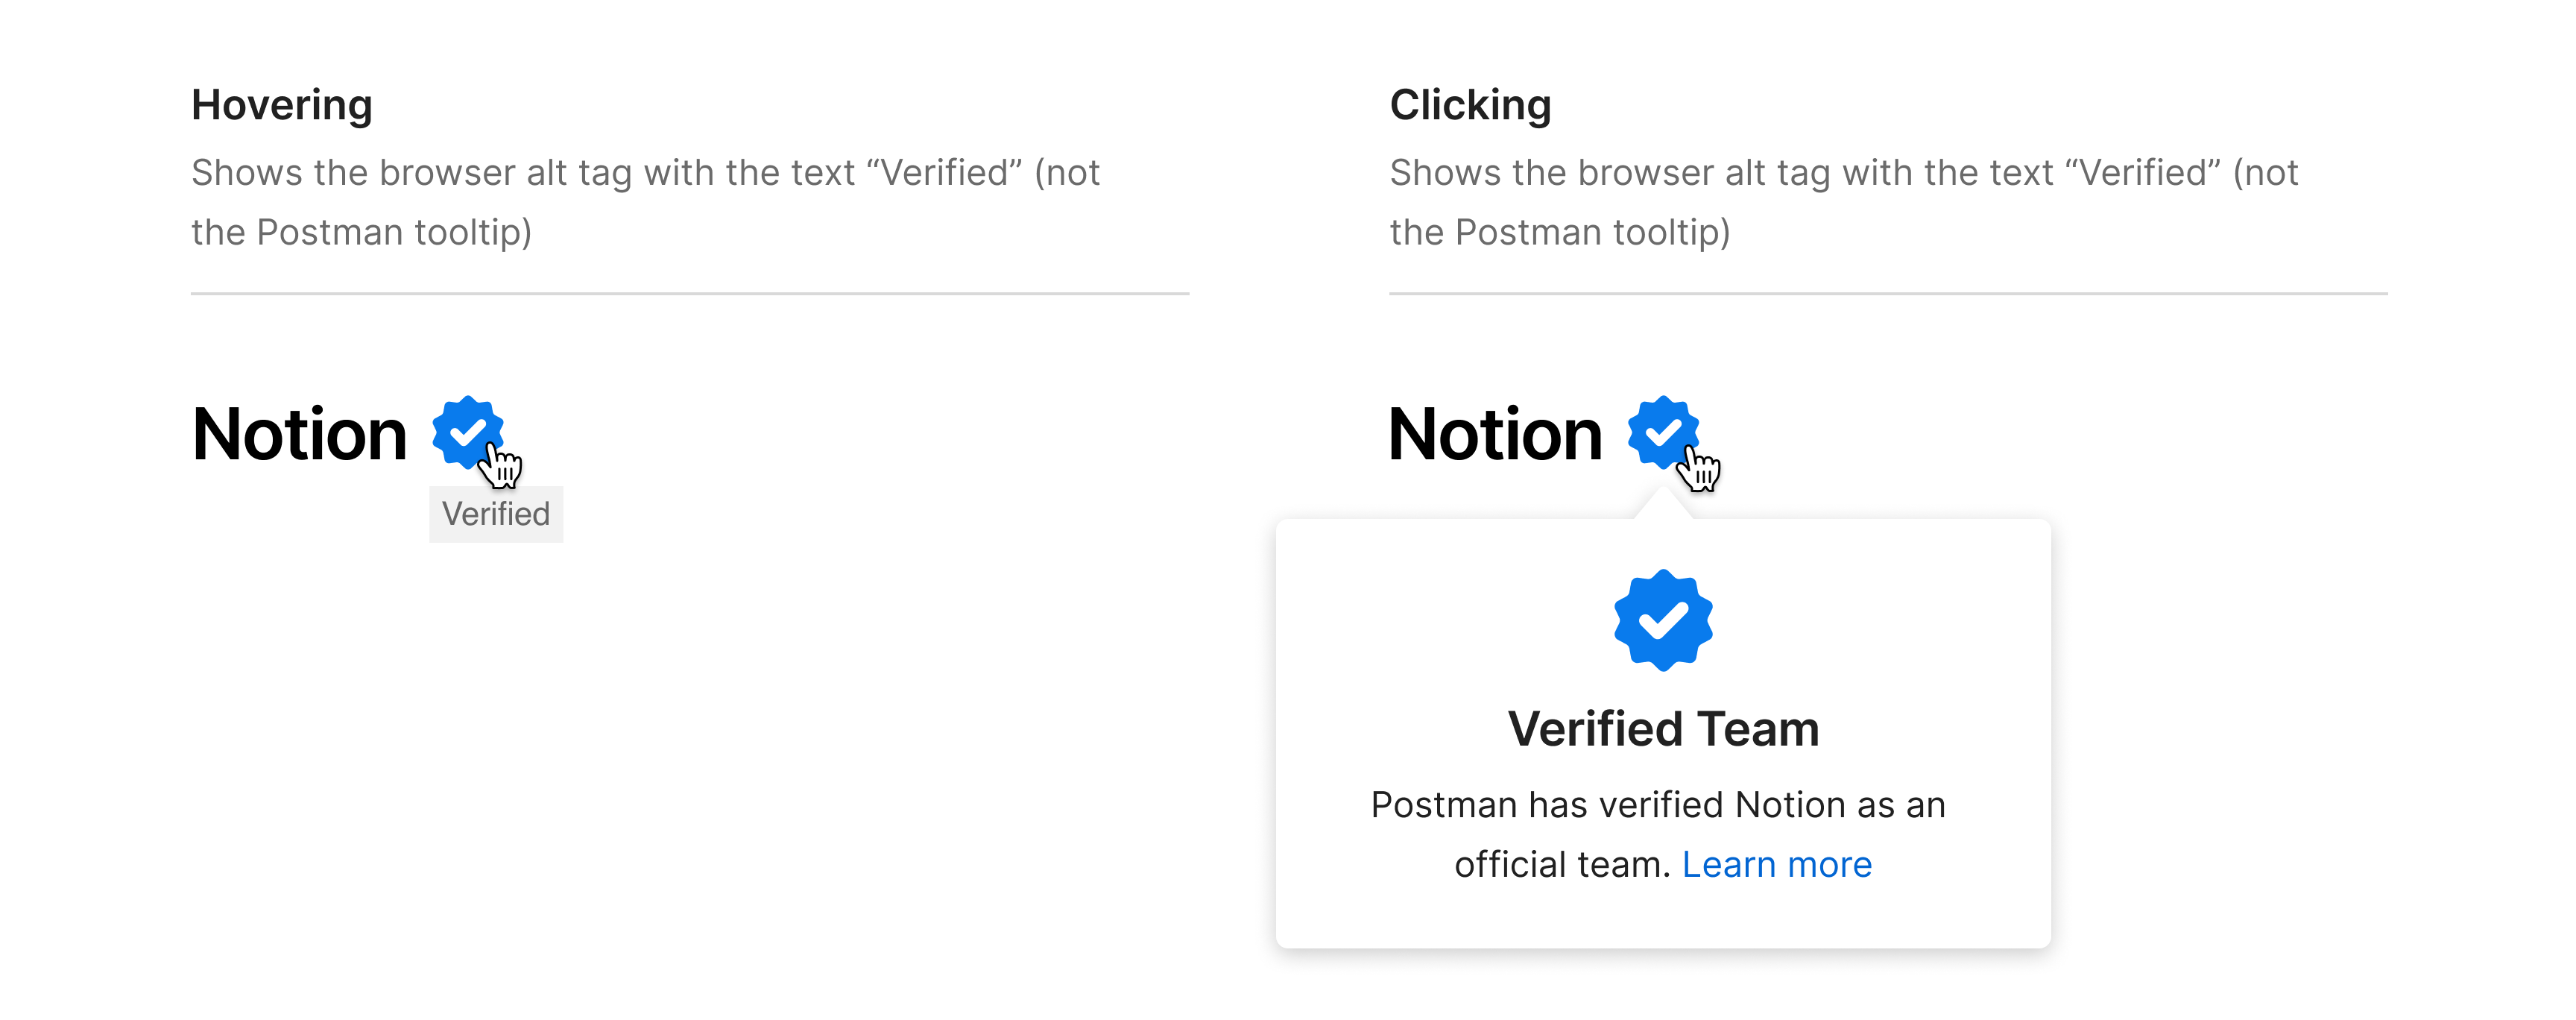 Hovering
Shows the browser alt tag with the text “Verified” (not
the Postman tooltip)
Notion
Verified
Clicking
Shows the browser alt tag with the text “Verified” (not
the Postman tooltip)
Notion
Verified Team
Postman has verified Notion as an
official team. Learn more